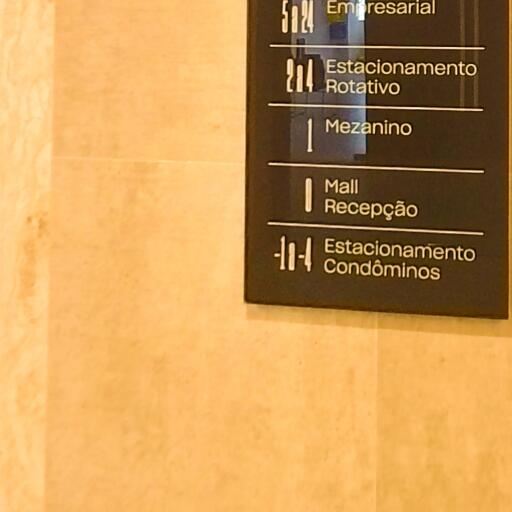 5 a 24 Empresarial
2 a 4 Estacionamento
Rotativo
1 Mezanino
0 Mall
Recepção
-1 a -4 Estacionamento
Condôminos